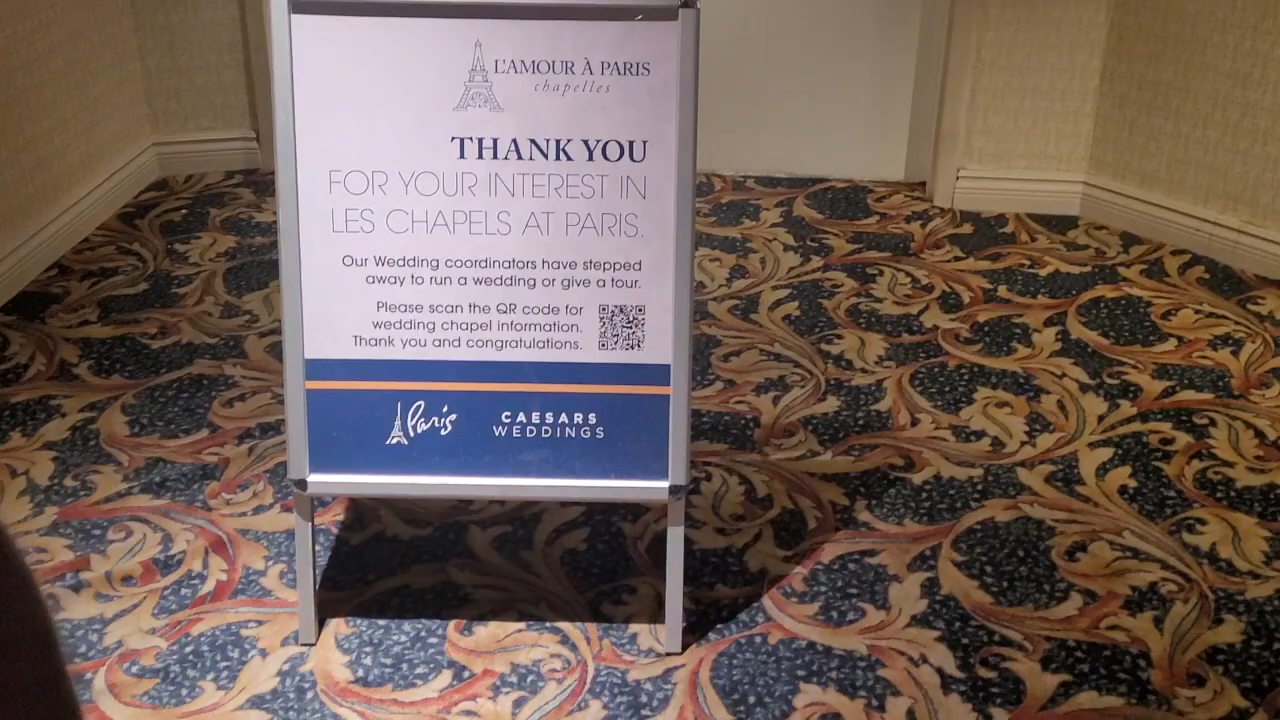 L'AMOUR À PARIS
chapelles
THANK YOU
FOR YOUR INTEREST IN
LES CHAPELS AT PARIS.
Our Wedding coordinators have stepped
away to run a wedding or give a tour.
Please scan the QR code for
wedding chapel information.
Thank you and congratulations.
Paris
CAESARS
WEDDINGS